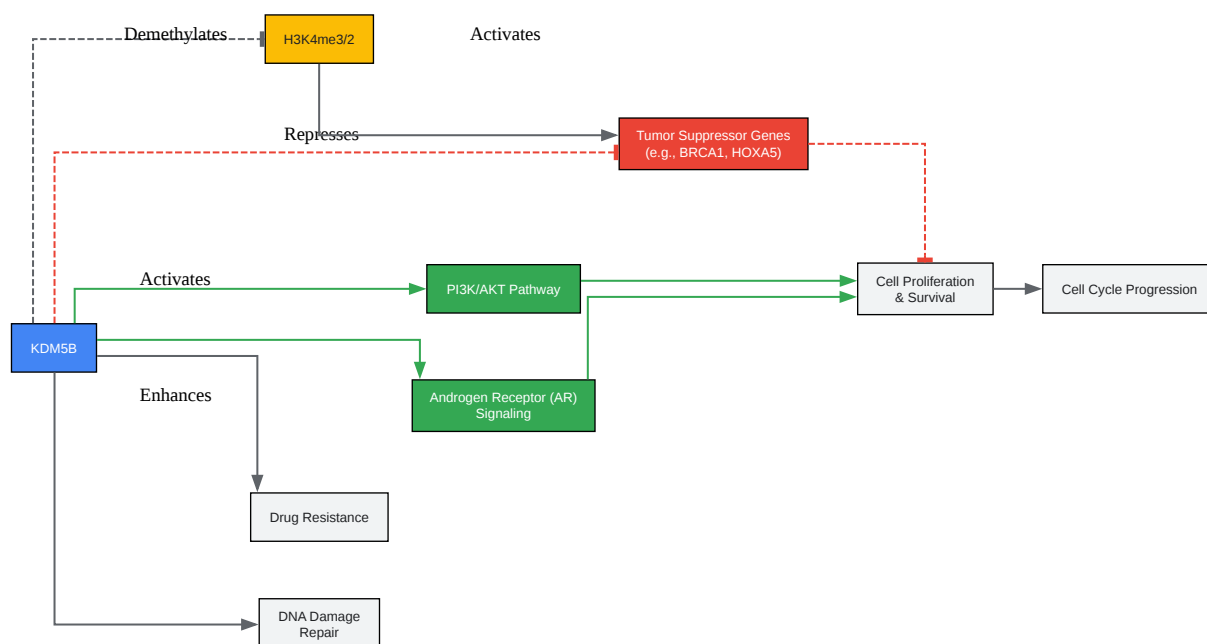 Demethylates
H3K4me3/2
Activates
Represses
Tumor Suppressor Genes
(e.g., BRCA1, HOXA5)
Activates
PI3K/AKT Pathway
Cell Proliferation
& Survival
Cell Cycle Progression
KDM5B
Enhances
Androgen Receptor (AR)
Signaling
Drug Resistance
DNA Damage
Repair